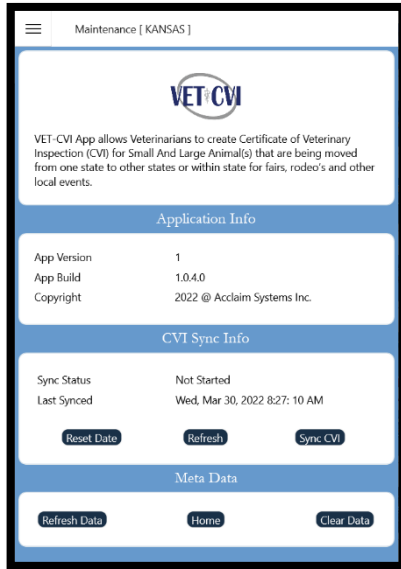 Maintenance [ KANSAS ]
VET CVI
VET-CVI App allows Veterinarians to create Certificate of Veterinary
Inspection (CVI) for Small And Large Animal(s) that are being moved
from one state to other states or within state for fairs, rodeo's and other
local events.
Application Info
App Version 1
App Build 1.0.4.0
Copyright 2022 @ Acclaim Systems Inc.
CVI Sync Info
Sync Status Not Started
Last Synced Wed, Mar 30, 2022 8:27: 10 AM
Reset Date Refresh Sync CVI
Meta Data
Refresh Data Home Clear Data